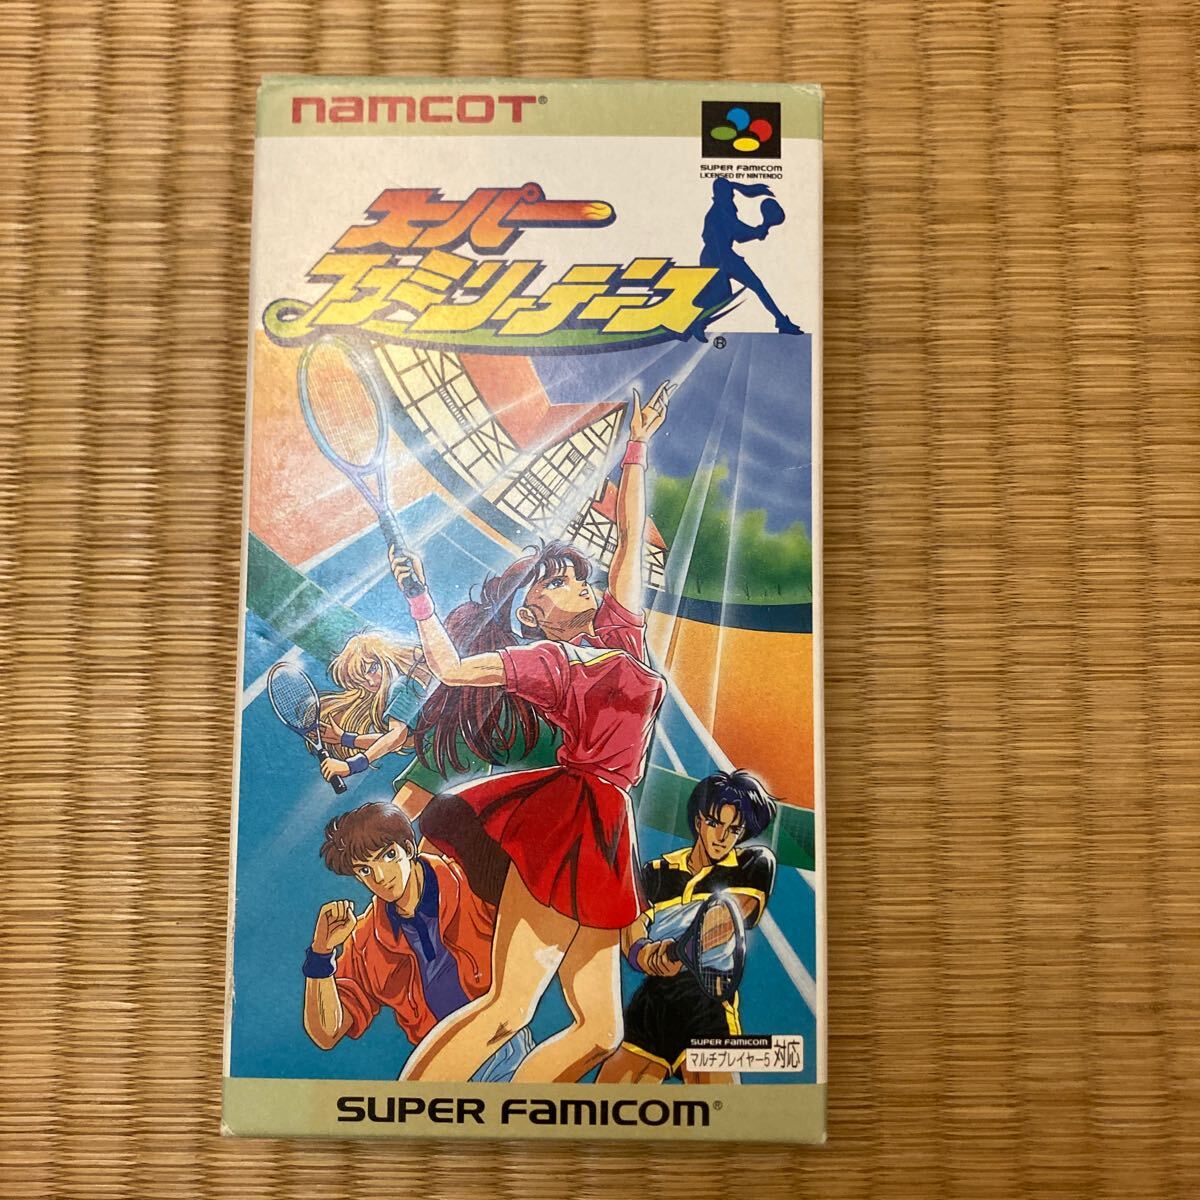 namcoT®
SUPER FAMICOM
LICENSED BY NINTENDO
スーパー
ファミリーテニス
®
SUPER FAMICOM
マルチプレイヤー5 対応
SUPER FAMICOM®